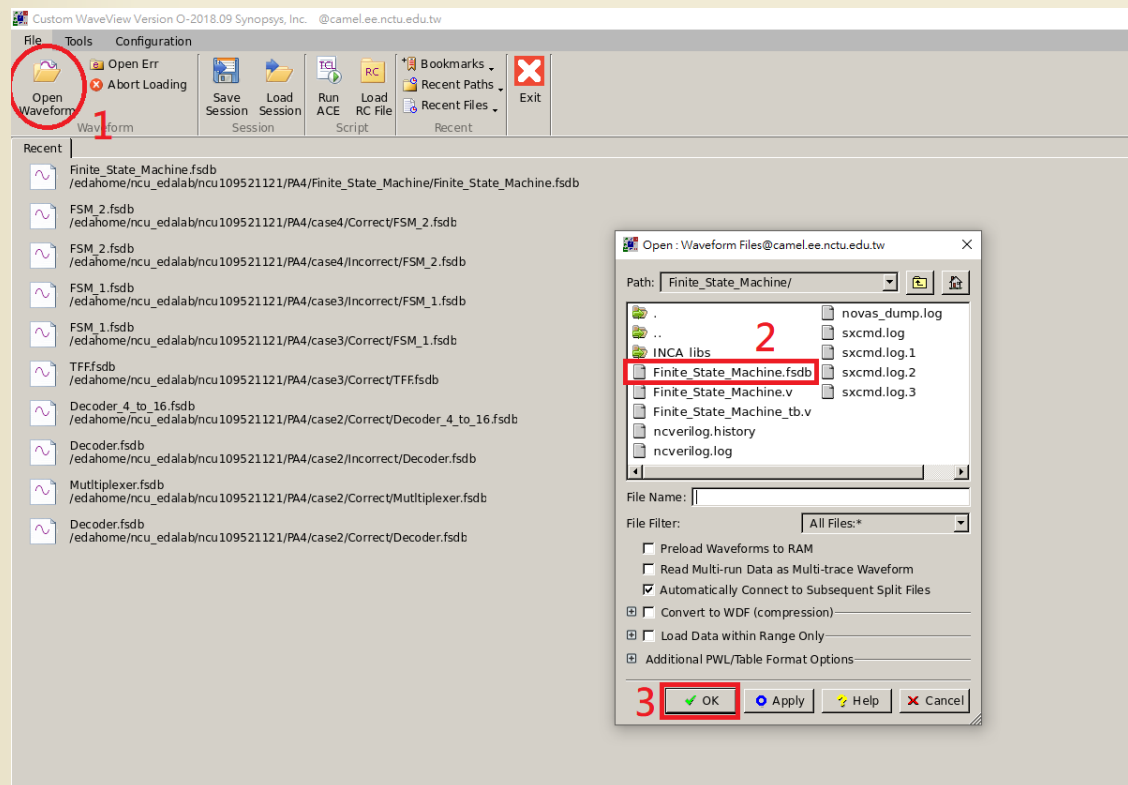 Custom WaveView Version O-2018.09 Synopsys, Inc. @camel.ee.nctu.edu.tw
File Tools Configuration
Open Waveform
Open Err
Abort Loading
Waveform
1
Save Session
Load Session
Session
Run ACE
Load RC File
Script
Bookmarks
Recent Paths
Recent Files
Recent
Exit
Recent
Finite_State_Machine.fsdb
/edahome/ncu_edalab/ncu109521121/PA4/Finite_State_Machine/Finite_State_Machine.fsdb
FSM_2.fsdb
/edahome/ncu_edalab/ncu109521121/PA4/case4/Correct/FSM_2.fsdb
FSM_2.fsdb
/edahome/ncu_edalab/ncu109521121/PA4/case4/Incorrect/FSM_2.fsdb
FSM_1.fsdb
/edahome/ncu_edalab/ncu109521121/PA4/case3/Incorrect/FSM_1.fsdb
FSM_1.fsdb
/edahome/ncu_edalab/ncu109521121/PA4/case3/Correct/FSM_1.fsdb
TFF.fsdb
/edahome/ncu_edalab/ncu109521121/PA4/case3/Correct/TFF.fsdb
Decoder_4_to_16.fsdb
/edahome/ncu_edalab/ncu109521121/PA4/case2/Correct/Decoder_4_to_16.fsdb
Decoder.fsdb
/edahome/ncu_edalab/ncu109521121/PA4/case2/Incorrect/Decoder.fsdb
Mutltiplexer.fsdb
/edahome/ncu_edalab/ncu109521121/PA4/case2/Correct/Mutltiplexer.fsdb
Decoder.fsdb
/edahome/ncu_edalab/ncu109521121/PA4/case2/Correct/Decoder.fsdb
Open : Waveform Files@camel.ee.nctu.edu.tw
Path: Finite_State_Machine/
.
..
INCA_libs
2
Finite_State_Machine.fsdb
Finite_State_Machine.v
Finite_State_Machine_tb.v
ncverilog.history
ncverilog.log
novas_dump.log
sxcmd.log
sxcmd.log.1
sxcmd.log.2
sxcmd.log.3
File Name:
File Filter: All Files:*
Preload Waveforms to RAM
Read Multi-run Data as Multi-trace Waveform
Automatically Connect to Subsequent Split Files
Convert to WDF (compression)
Load Data within Range Only
Additional PWL/Table Format Options
3 OK Apply Help Cancel